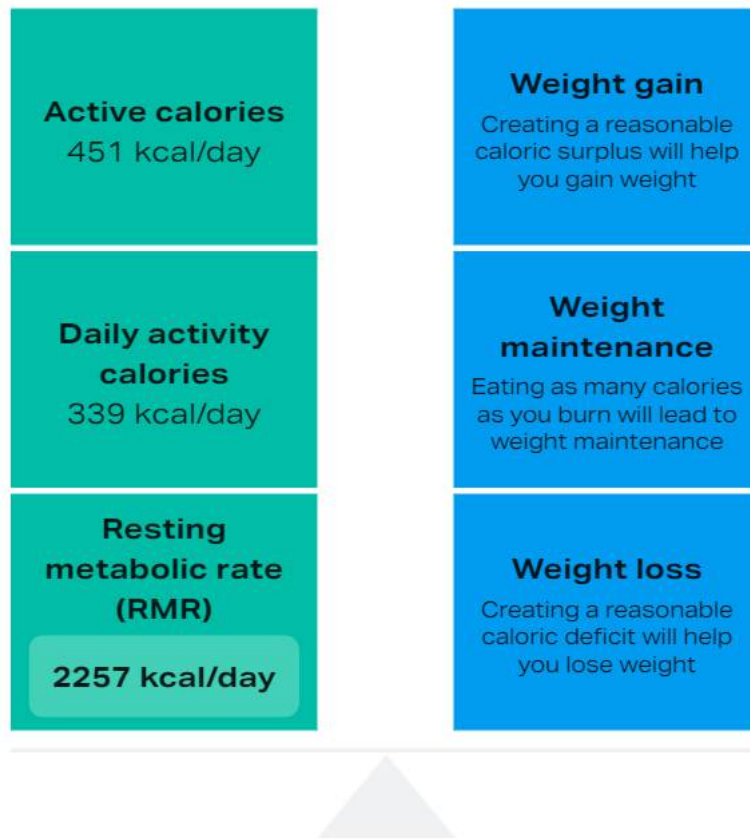 Active calories
451 kcal/day
Daily activity
calories
339 kcal/day
Resting
metabolic rate
(RMR)
2257 kcal/day
Weight gain
Creating a reasonable
caloric surplus will help
you gain weight
Weight
maintenance
Eating as many calories
as you burn will lead to
weight maintenance
Weight loss
Creating a reasonable
caloric deficit will help
you lose weight